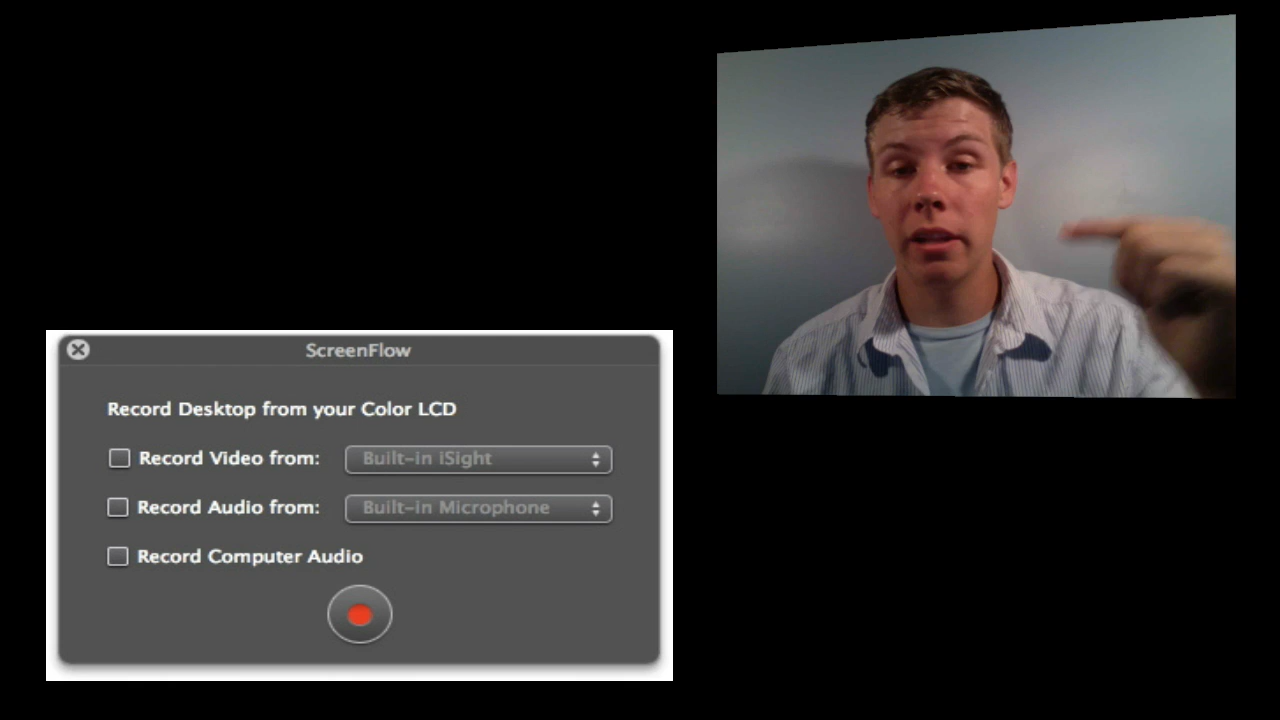 ScreenFlow
Record Desktop from your Color LCD
Record Video from: Built-in iSight
Record Audio from: Built-in Microphone
Record Computer Audio